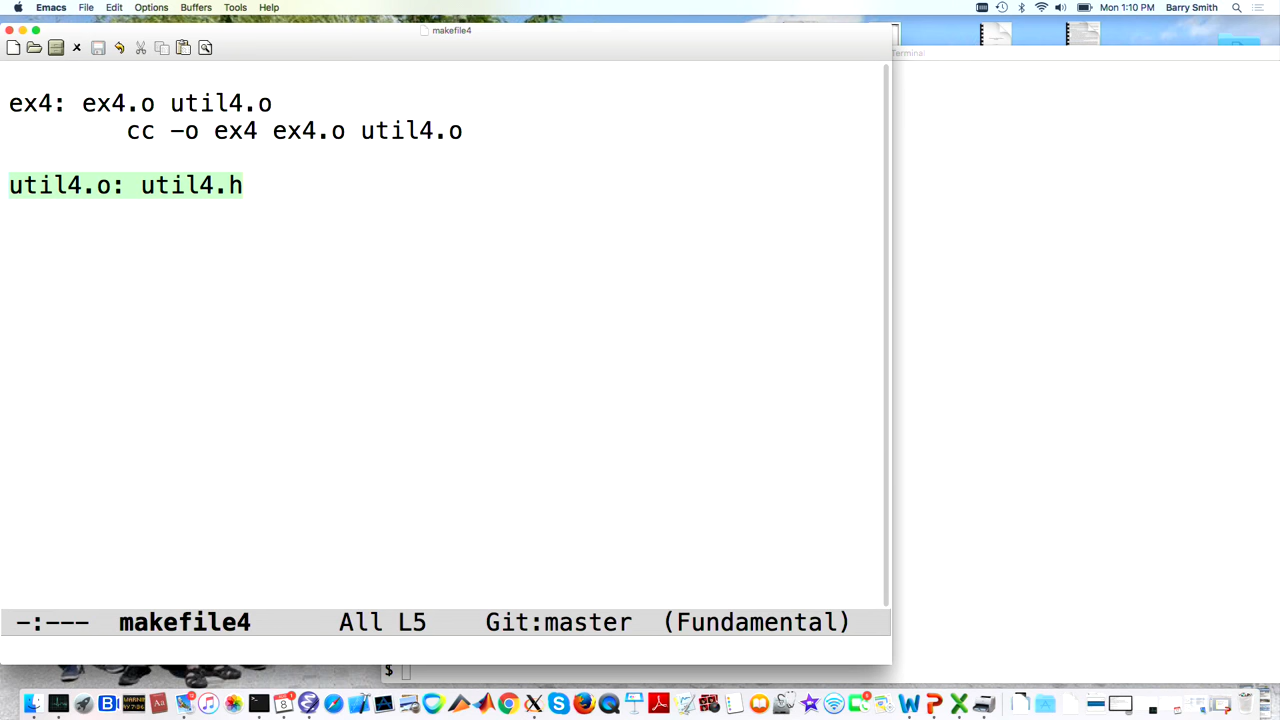 Emacs File Edit Options Buffers Tools Help
Mon 1:10 PM Barry Smith
makefile4
Terminal
ex4: ex4.o util4.o
cc -o ex4 ex4.o util4.o
util4.o: util4.h
-:--- makefile4 All L5 Git:master (Fundamental)
$